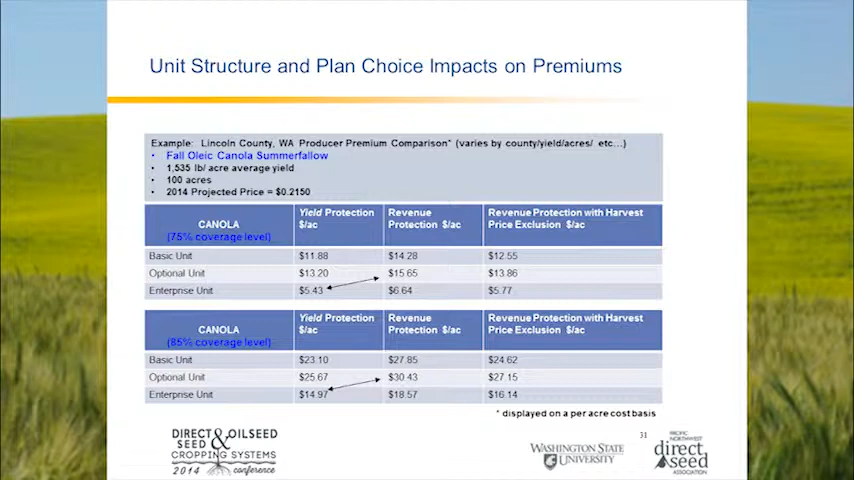 Unit Structure and Plan Choice Impacts on Premiums
Example: Lincoln County, WA Producer Premium Comparison* (varies by county/yield/acres/ etc…)
• Fall Oleic Canola Summerfallow
• 1,535 lb/ acre average yield
• 100 acres
• 2014 Projected Price = $0.2150
CANOLA (75% coverage level) Yield Protection $/ac Revenue Protection $/ac Revenue Protection with Harvest Price Exclusion $/ac
Basic Unit $11.88 $14.28 $12.55
Optional Unit $13.20 $15.65 $13.86
Enterprise Unit $5.43 $6.64 $5.77
CANOLA (85% coverage level) Yield Protection $/ac Revenue Protection $/ac Revenue Protection with Harvest Price Exclusion $/ac
Basic Unit $23.10 $27.85 $24.62
Optional Unit $25.67 $30.43 $27.15
Enterprise Unit $14.97 $18.57 $16.14
* displayed on a per acre cost basis
31
DIRECT & OILSEED
SEED
CROPPING SYSTEMS
2014 conference
WASHINGTON STATE
UNIVERSITY
PACIFIC
NORTHWEST
direct
seed
ASSOCIATION